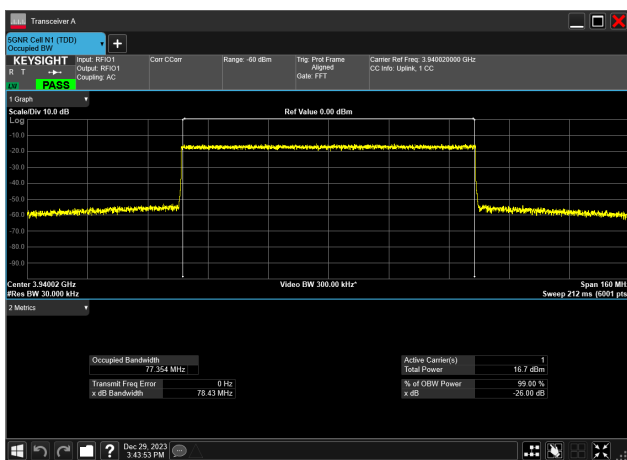 Transceiver A
5GNR Cell N1 (TDD)
Occupied BW
KEYSIGHT
R T
PASS
Input: RFIO1
Output: RFIO1
Coupling: AC
Corr CCorr
Range: -60 dBm
Trig: Prot Frame
Aligned
Gate: FFT
Carrier Ref Freq: 3.940020000 GHz
CC Info: Uplink, 1 CC
1 Graph
Scale/Div 10.0 dB
Ref Value 0.00 dBm
Log
-10.0
-20.0
-30.0
-40.0
-50.0
-60.0
-70.0
-80.0
-90.0
Center 3.94002 GHz
Video BW 300.00 kHz*
Span 160 MH
#Res BW 30.000 kHz
Sweep 212 ms (6001 pts
2 Metrics
Occupied Bandwidth
77.354 MHz
Active Carrier(s) 1
Total Power 16.7 dBm
Transmit Freq Error 0 Hz
x dB Bandwidth 78.43 MHz
% of OBW Power 99.00 %
x dB -26.00 dB
Dec 29, 2023
3:43:53 PM